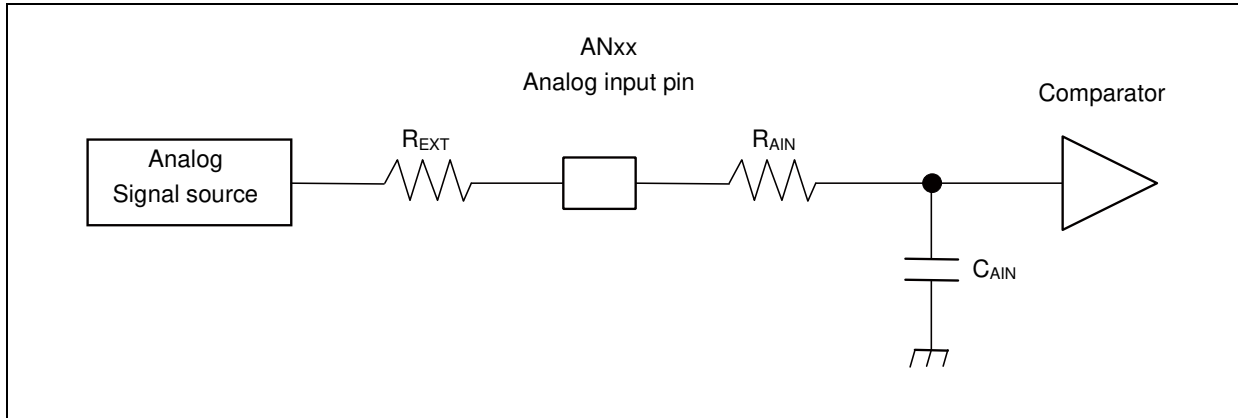 ANxx
Analog input pin
Comparator
Analog
Signal source
REXT
RAIN
CAIN